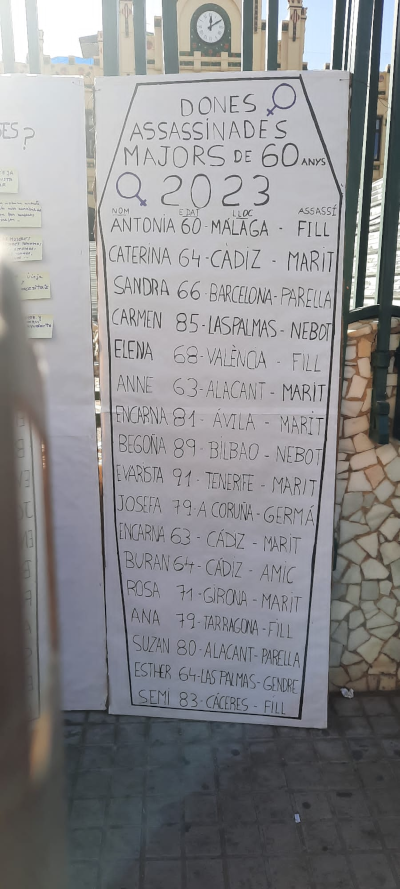 DONES
ASSASSINADES
MAJORS DE 60 ANYS
2023
NOM EDAT LLOC ASSASSÍ
ANTONIA 60-MÁLAGA - FILL
CATERINA 64-CÀDIZ - MARIT
SANDRA 66-BARCELONA-PARELLA
CARMEN 85-LAS PALMAS-NEBOT
ELENA 68-VALÈNCIA - FILL
ANNE 63-ALACANT-MARIT
ENCARNA 81-ÁVILA - MARIT
BEGOÑA 89-BILBAO-NEBOT
EVARISTA 91-TENERIFE-MARIT
JOSEFA 79-A CORUÑA-GERMÁ
ENCARNA 63-CÁDIZ-MARIT
BURAN 64-CÀDIZ-AMIC
ROSA 71-GIRONA-MARIT
ANA 79-TARRAGONA-FILL
SUZAN 80-ALACANT-PARELLA
ESTHER 64-LAS PALMAS-GENDRE
SEMI 83-CÁCERES-FILL